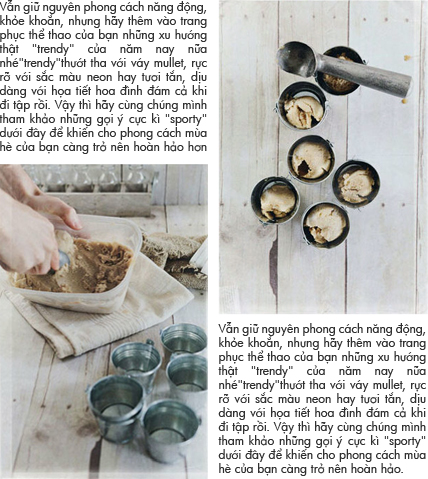 Vẫn giữ nguyên phong cách năng động,
khỏe khoắn, nhưng hãy thêm vào trang
phục thể thao của bạn những xu hướng
thật "trendy" của năm nay nữa
nhé"trendy"thướt tha với váy mullet, rực
rỡ với sắc màu neon hay tươi tắn, dịu
dàng với họa tiết hoa đình đám cả khi
đi tập rồi. Vậy thì hãy cùng chúng mình
tham khảo những gợi ý cực kì "sporty"
dưới đây để khiến cho phong cách mùa
hè của bạn càng trở nên hoàn hảo hơn
Vẫn giữ nguyên phong cách năng động,
khỏe khoắn, nhưng hãy thêm vào trang
phục thể thao của bạn những xu hướng
thật "trendy" của năm nay nữa
nhé"trendy"thướt tha với váy mullet, rực
rỡ với sắc màu neon hay tươi tắn, dịu
dàng với họa tiết hoa đình đám cả khi
đi tập rồi. Vậy thì hãy cùng chúng mình
tham khảo những gợi ý cực kì "sporty"
dưới đây để khiến cho phong cách mùa
hè của bạn càng trở nên hoàn hảo.